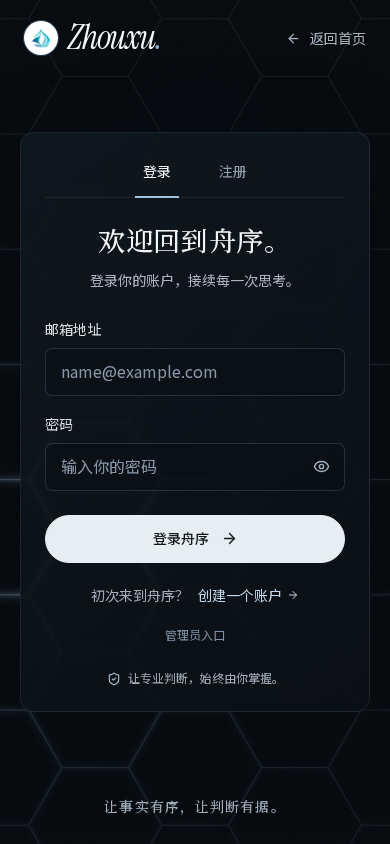 Zhouxu.
返回首页
登录
注册
欢迎回到舟序。
登录你的账户，接续每一次思考。
邮箱地址
name@example.com
密码
输入你的密码
登录舟序
初次来到舟序？ 创建一个账户
管理员入口
让专业判断，始终由你掌握。
让事实有序，让判断有据。